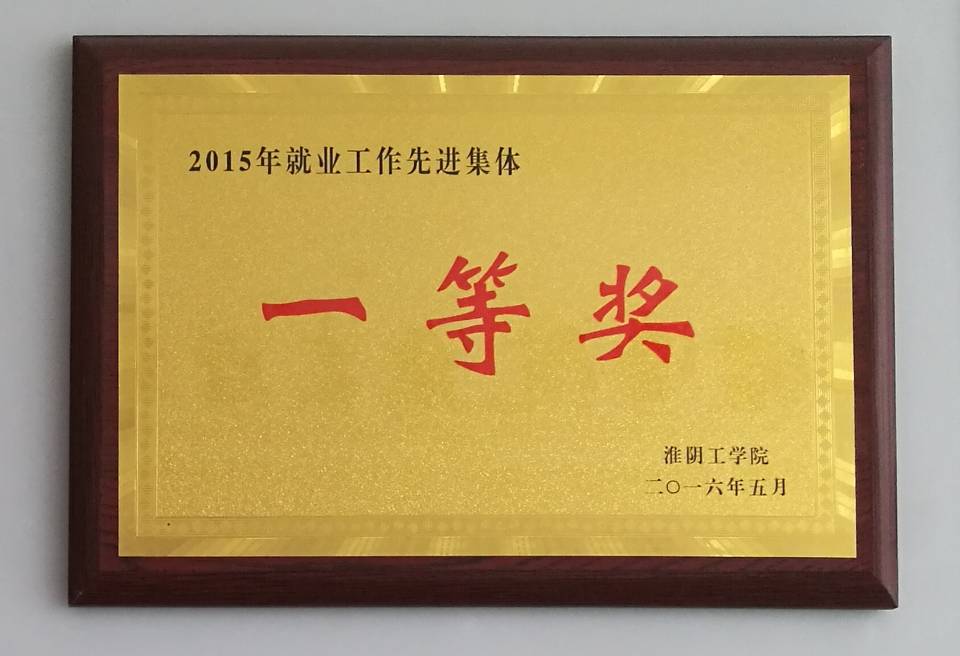 2015年就业工作先进集体
一等奖
淮阴工学院
二〇一六年五月